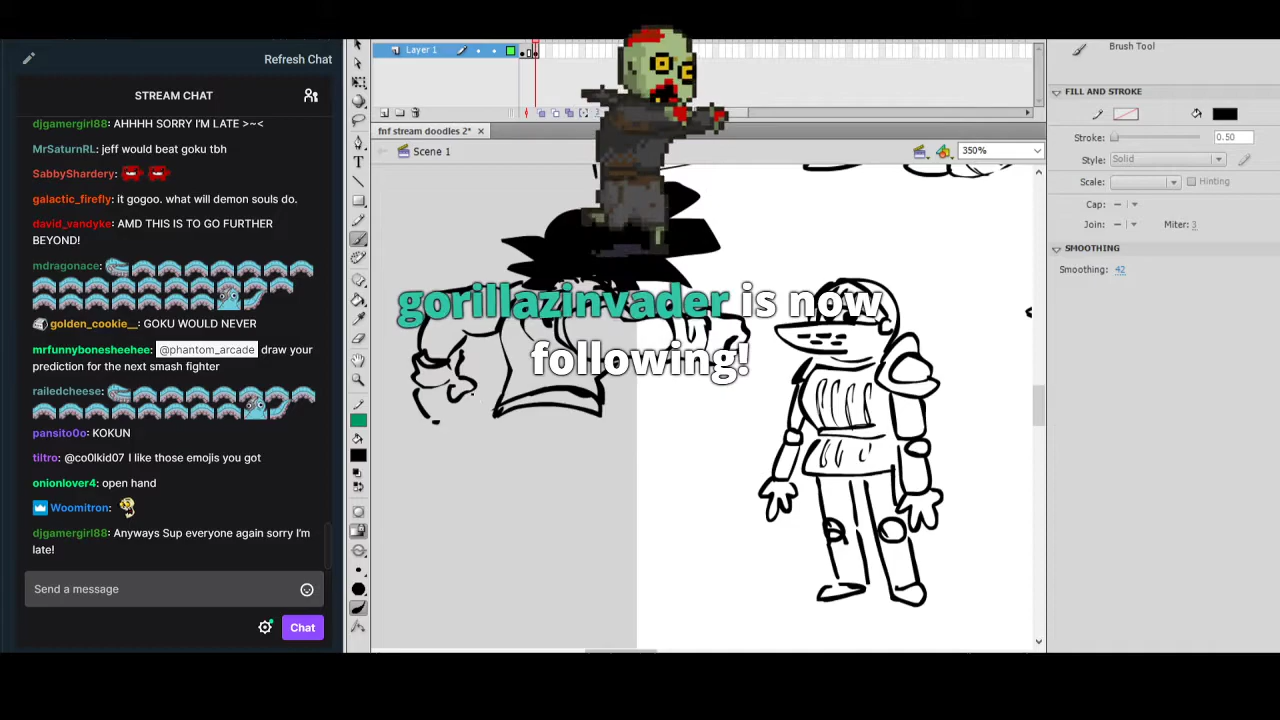 Refresh Chat
STREAM CHAT
djgamergirl88: AHHHH SORRY I'M LATE >~<
MrSaturnRL: jeff would beat goku tbh
SabbyShardery:
galactic_firefly: it gogoo. what will demon souls do.
david_vandyke: AMD THIS IS TO GO FURTHER
BEYOND!
mdragonace:
golden_cookie__: GOKU WOULD NEVER
mrfunnybonesheehee: @phantom_arcade draw your
prediction for the next smash fighter
railedcheese:
pansito0o: KOKUN
tiltro: @co0lkid07 I like those emojis you got
onionlover4: open hand
Woomitron:
djgamergirl88: Anyways Sup everyone again sorry I'm
late!
Send a message
Chat
Layer 1
fnf stream doodles 2*
Scene 1
350%
gorillazinvader is now
following!
Brush Tool
FILL AND STROKE
Stroke: 0.50
Style: Solid
Scale: Hinting
Cap:
Join: Miter: 3
SMOOTHING
Smoothing: 42